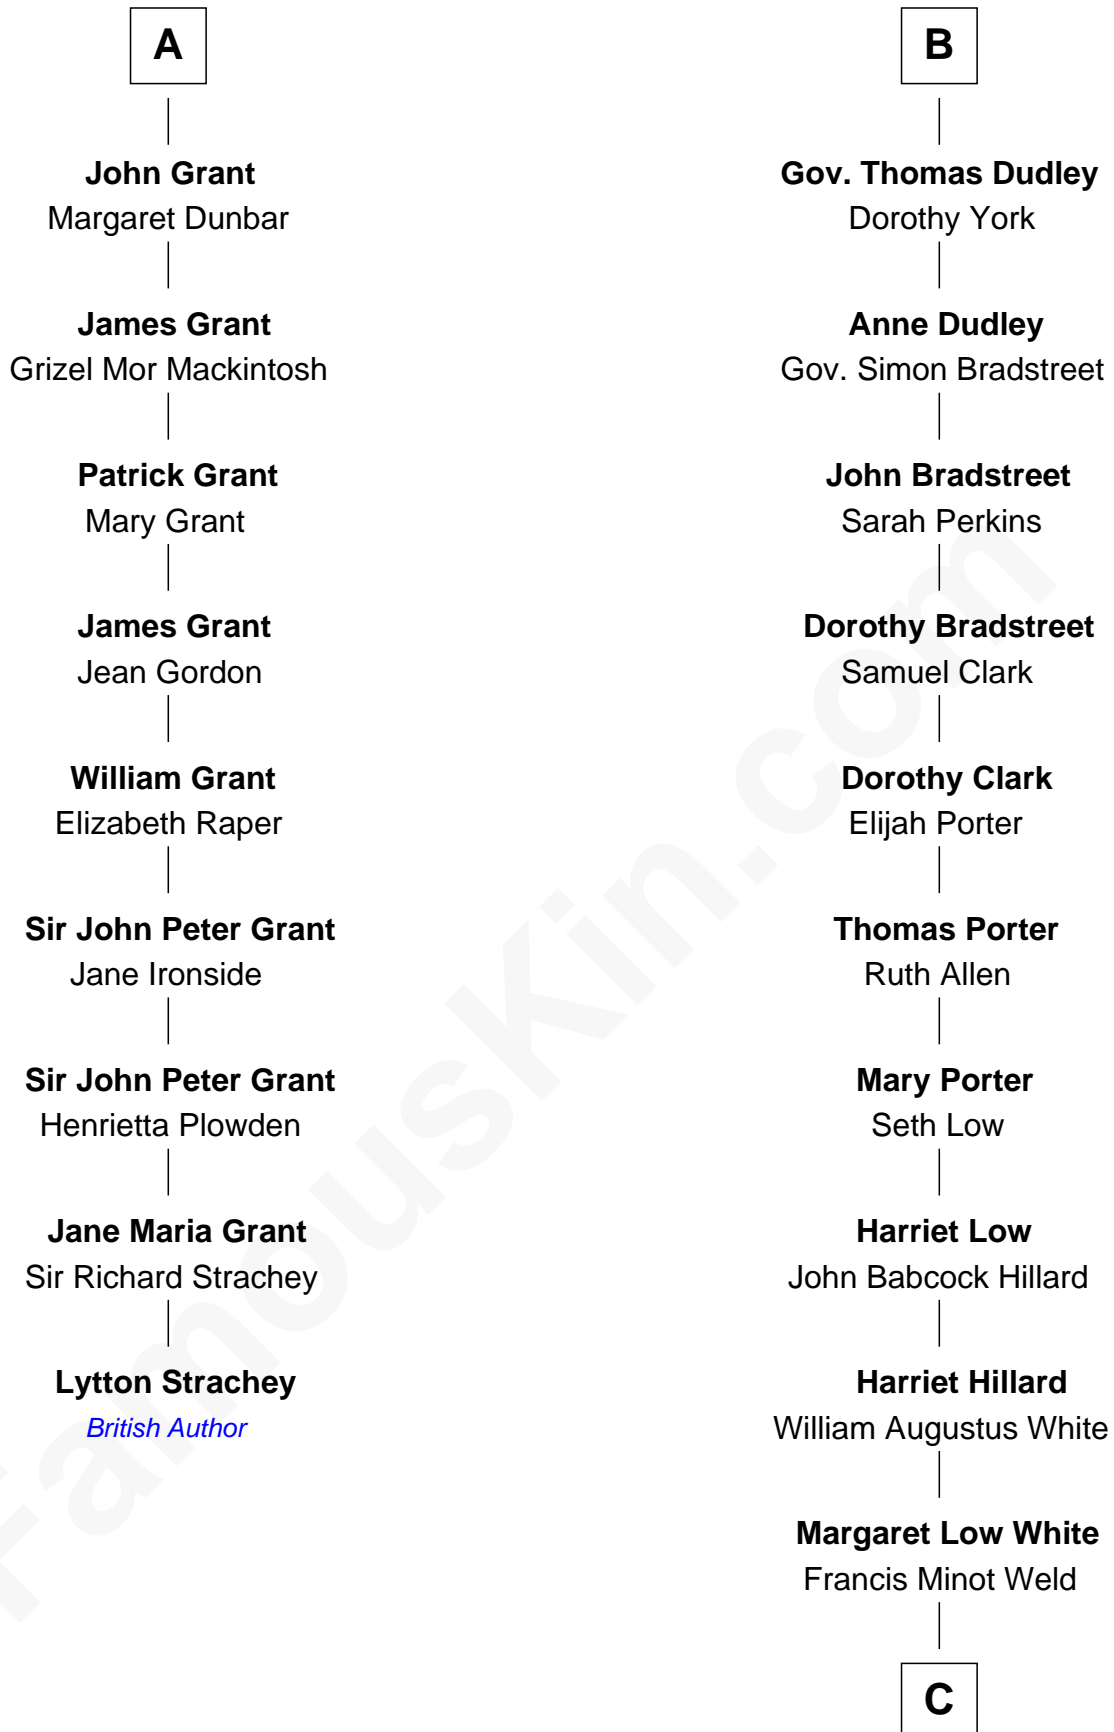 A
John Grant
Margaret Dunbar
James Grant
Grizel Mor Mackintosh
Patrick Grant
Mary Grant
James Grant
Jean Gordon
William Grant
Elizabeth Raper
Sir John Peter Grant
Jane Ironside
Sir John Peter Grant
Henrietta Plowden
Jane Maria Grant
Sir Richard Strachey
Lytton Strachey
British Author
B
Gov. Thomas Dudley
Dorothy York
Anne Dudley
Gov. Simon Bradstreet
John Bradstreet
Sarah Perkins
Dorothy Bradstreet
Samuel Clark
Dorothy Clark
Elijah Porter
Thomas Porter
Ruth Allen
Mary Porter
Seth Low
Harriet Low
John Babcock Hillard
Harriet Hillard
William Augustus White
Margaret Low White
Francis Minot Weld
C
FamousKin.com